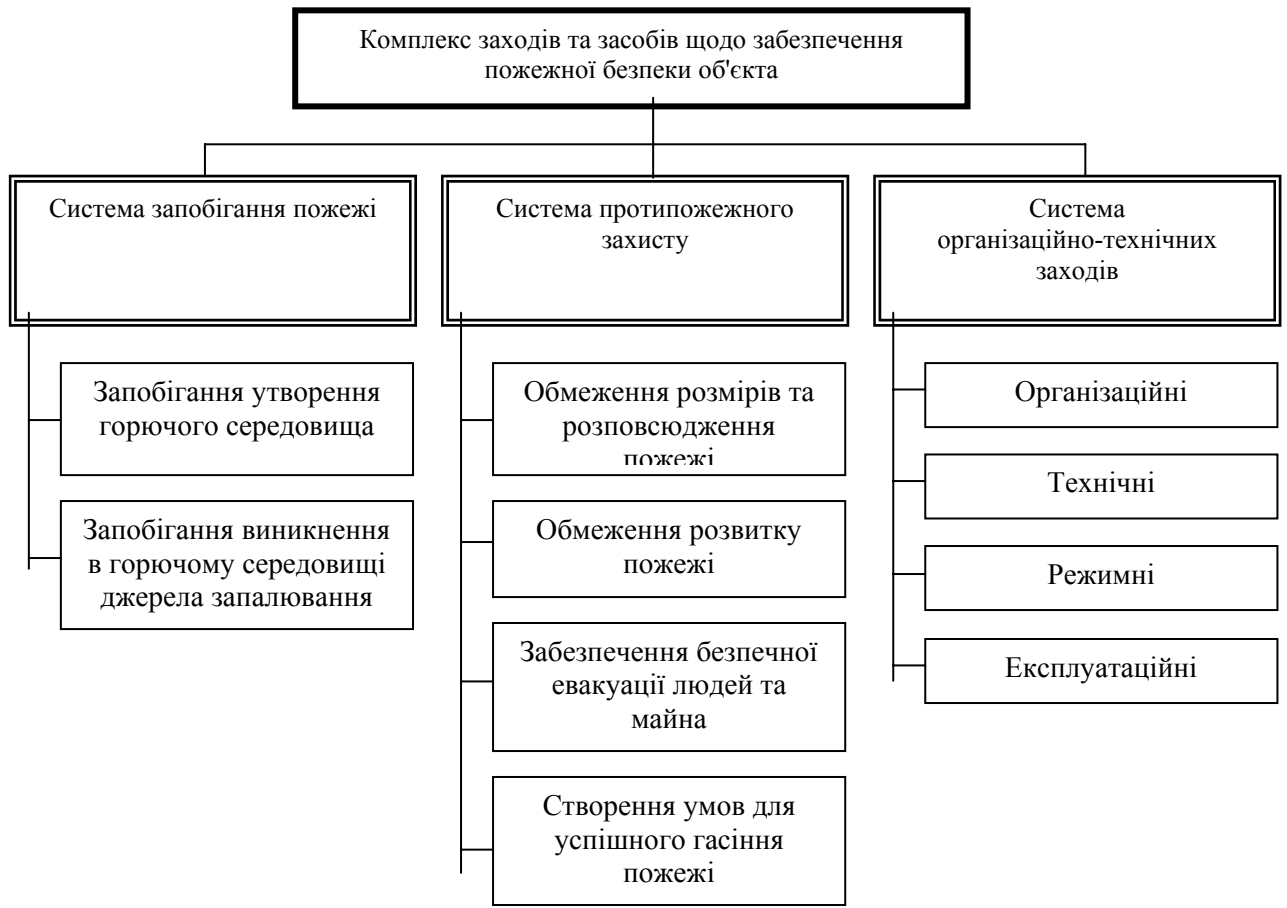 Комплекс заходів та засобів щодо забезпечення
пожежної безпеки об'єкта
Система запобігання пожежі
Система протипожежного
захисту
Система
організаційно-технічних
заходів
Запобігання утворення
горючого середовища
Запобігання виникнення
в горючому середовищі
джерела запалювання
Обмеження розмірів та
розповсюдження
пожежі
Обмеження розвитку
пожежі
Забезпечення безпечної
евакуації людей та
майна
Створення умов для
успішного гасіння
пожежі
Організаційні
Технічні
Режимні
Експлуатаційні